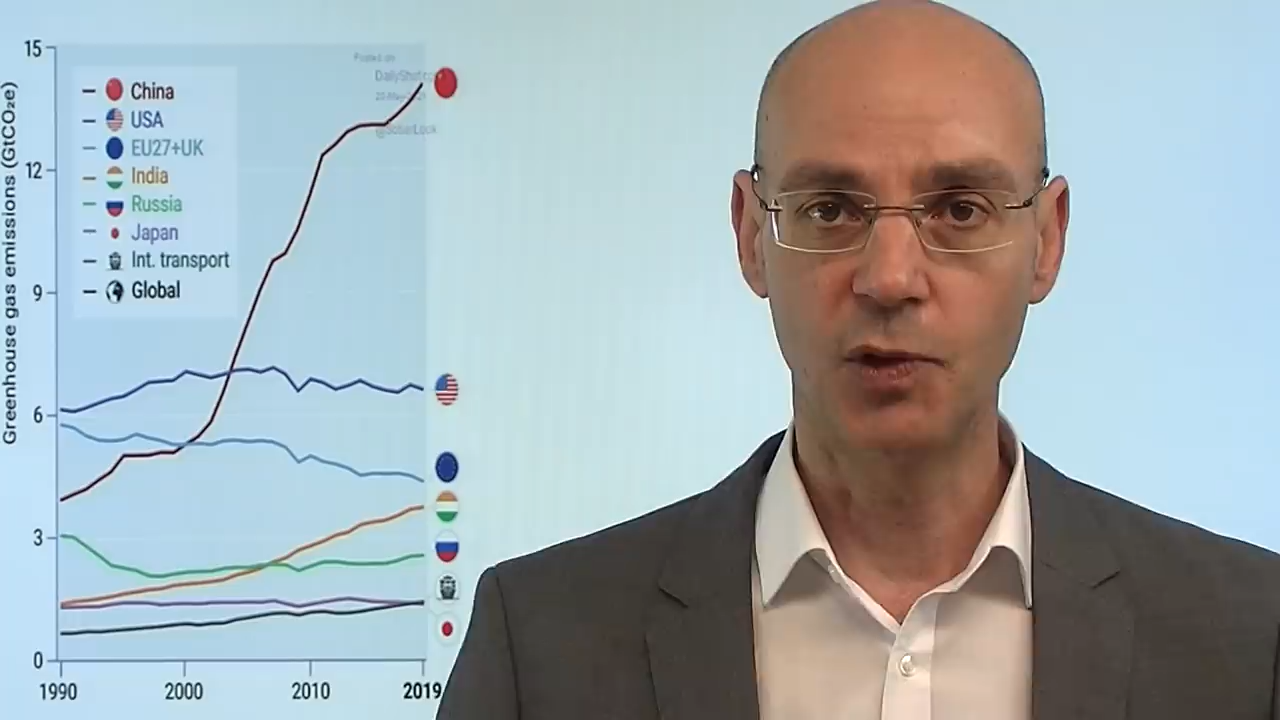 15
12
9
6
3
0
Greenhouse gas emissions (GtCO₂e)
China
USA
EU27+UK
India
Russia
Japan
Int. transport
Global
Posted on
@SoberLook
1990
2000
2010
2019